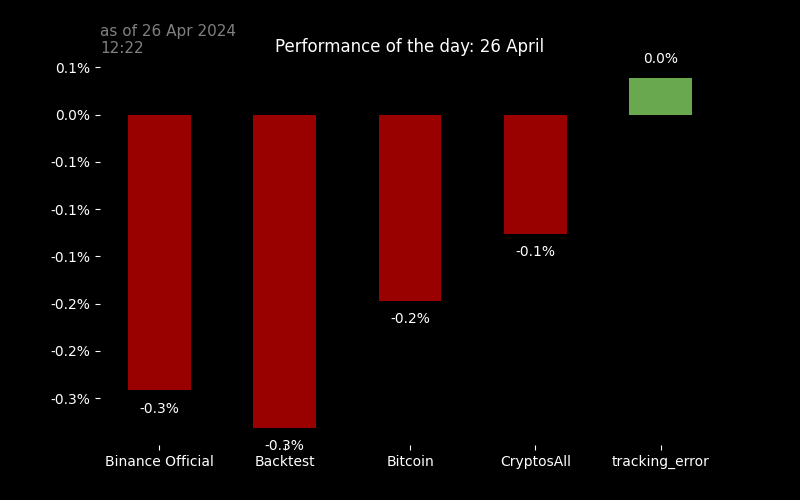 as of 26 Apr 2024
12:22
Performance of the day: 26 April
0.1%
0.0%
-0.1%
-0.1%
-0.1%
-0.2%
-0.2%
-0.3%
-0.3%
-0.3%
-0.2%
-0.1%
0.0%
Binance Official
Backtest
Bitcoin
CryptosAll
tracking_error